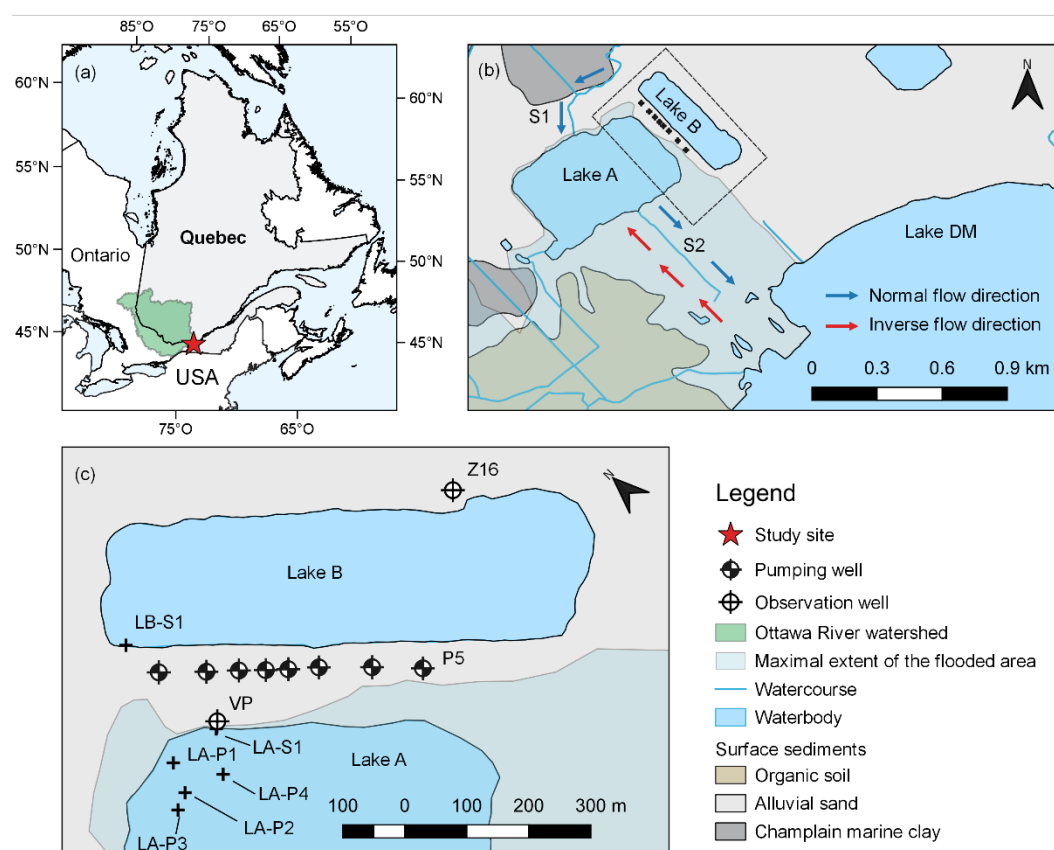 85°O 75°O 65°O 55°O
(a)
60°N 60°N
55°N 55°N
50°N 50°N
45°N 45°N
Quebec
Ontario
USA
75°O 65°O
(b)
N
S1
Lake B
Lake A
S2
Lake DM
Normal flow direction
Inverse flow direction
0 0.3 0.6 0.9 km
(c)
Z16
N
Lake B
LB-S1
P5
VP
LA-S1
LA-P1
Lake A
LA-P4
LA-P2
LA-P3
100 0 100 200 300 m
Legend
Study site
Pumping well
Observation well
Ottawa River watershed
Maximal extent of the flooded area
Watercourse
Waterbody
Surface sediments
Organic soil
Alluvial sand
Champlain marine clay